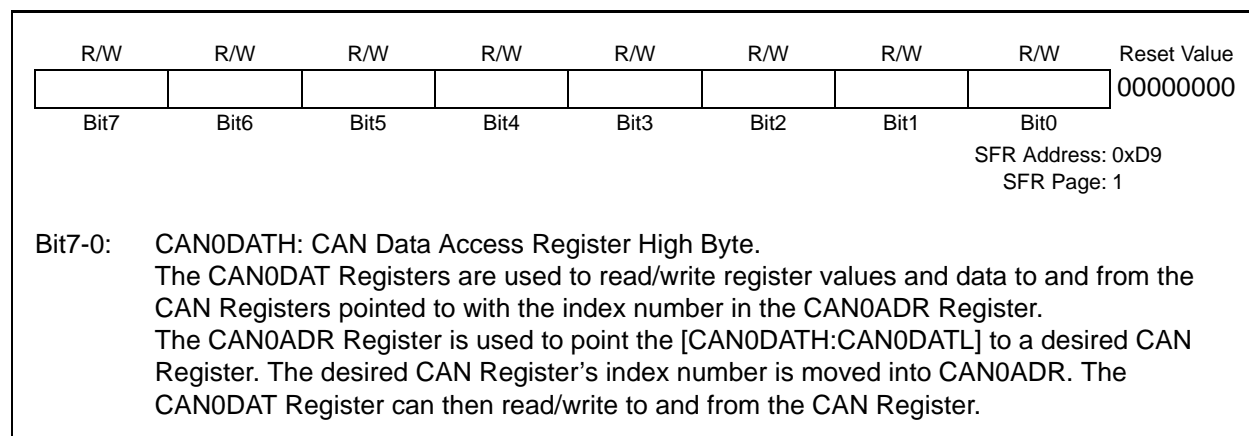 R/W R/W R/W R/W R/W R/W R/W R/W Reset Value
00000000
Bit7 Bit6 Bit5 Bit4 Bit3 Bit2 Bit1 Bit0
SFR Address: 0xD9
SFR Page: 1
Bit7-0: CAN0DATH: CAN Data Access Register High Byte.
The CAN0DAT Registers are used to read/write register values and data to and from the
CAN Registers pointed to with the index number in the CAN0ADR Register.
The CAN0ADR Register is used to point the [CAN0DATH:CAN0DATL] to a desired CAN
Register. The desired CAN Register’s index number is moved into CAN0ADR. The
CAN0DAT Register can then read/write to and from the CAN Register.